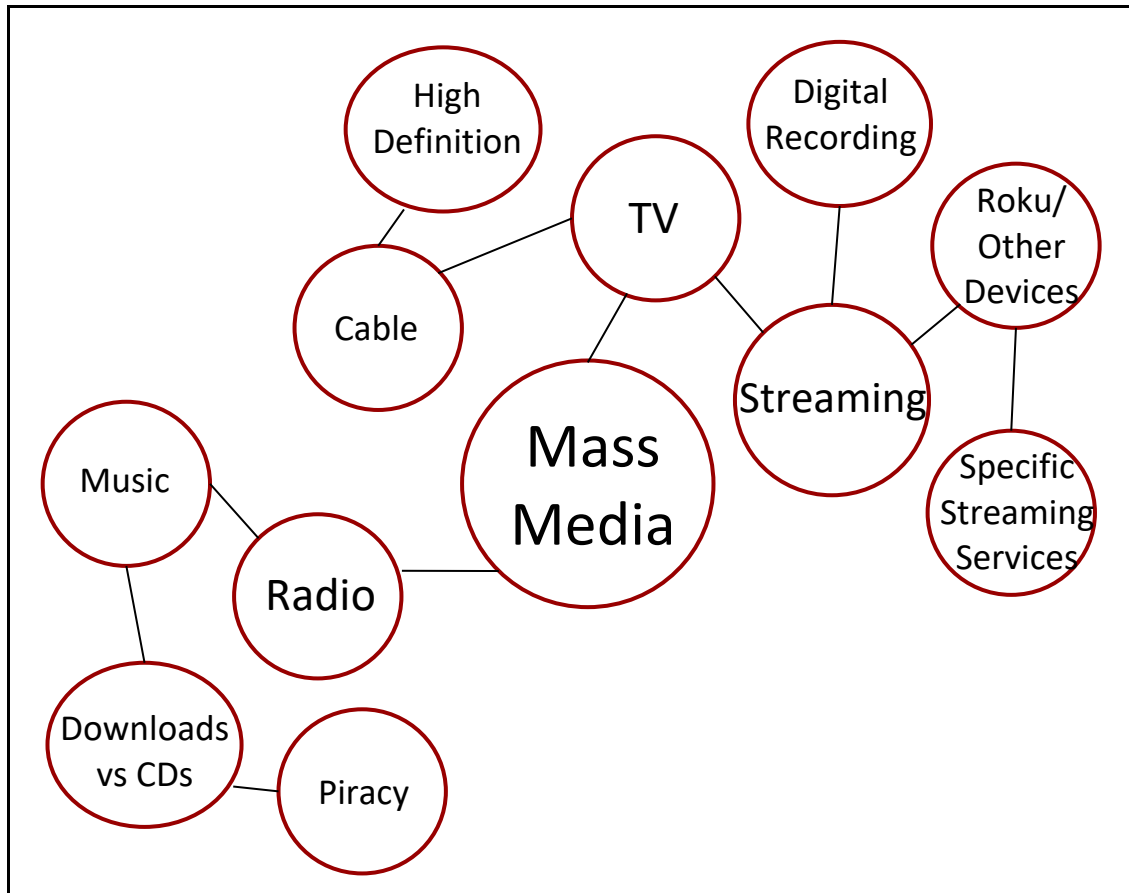 High
Definition
Digital
Recording
TV
Roku/
Other
Devices
Cable
Streaming
Mass
Media
Music
Specific
Streaming
Services
Radio
Downloads
vs CDs
Piracy